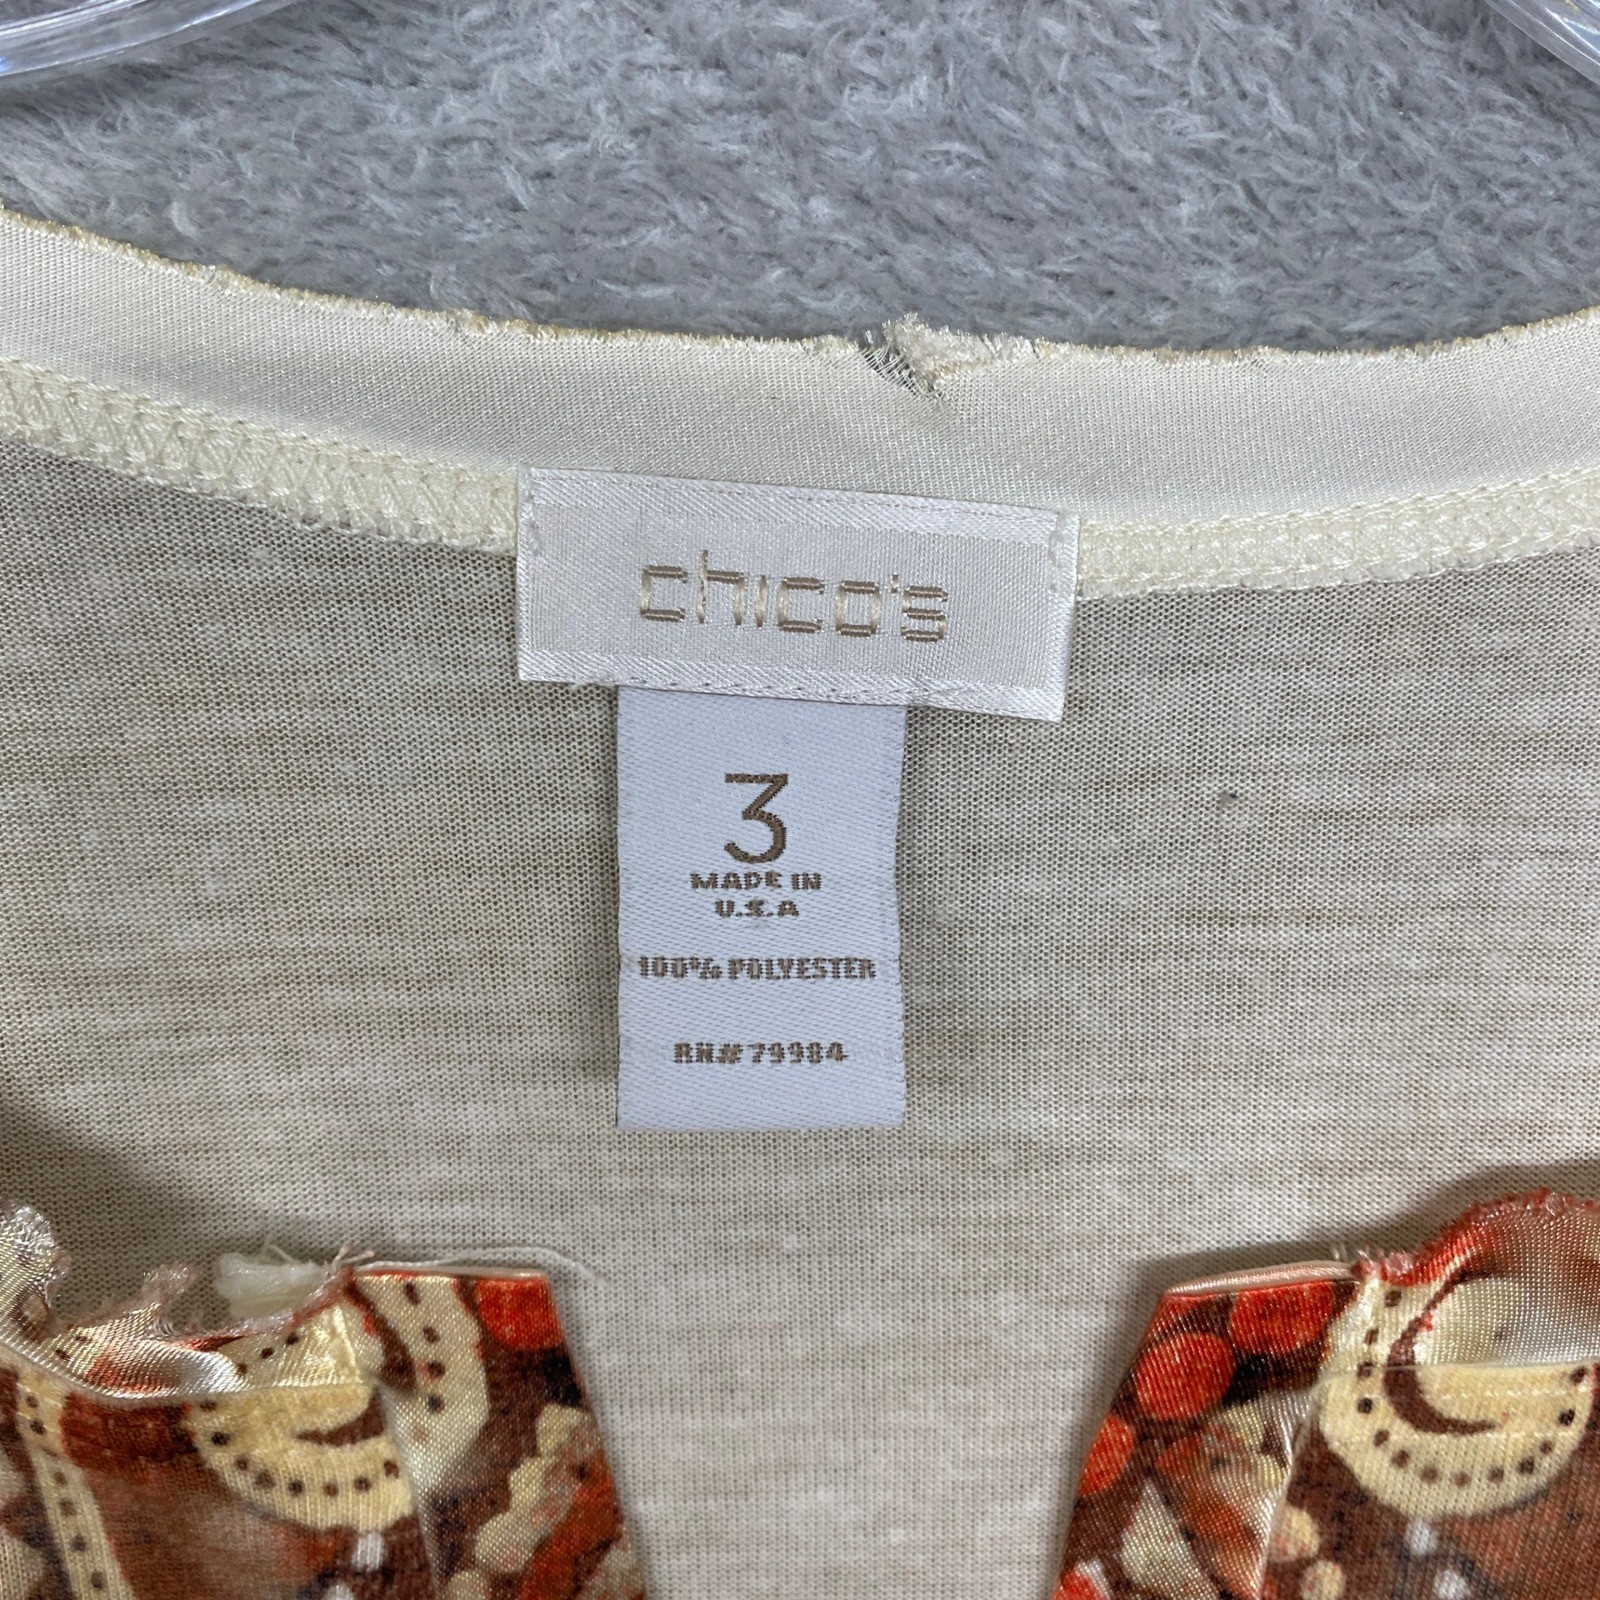 chico's
3
MADE IN
U.S.A
100% POLYESTER
RN# 79984